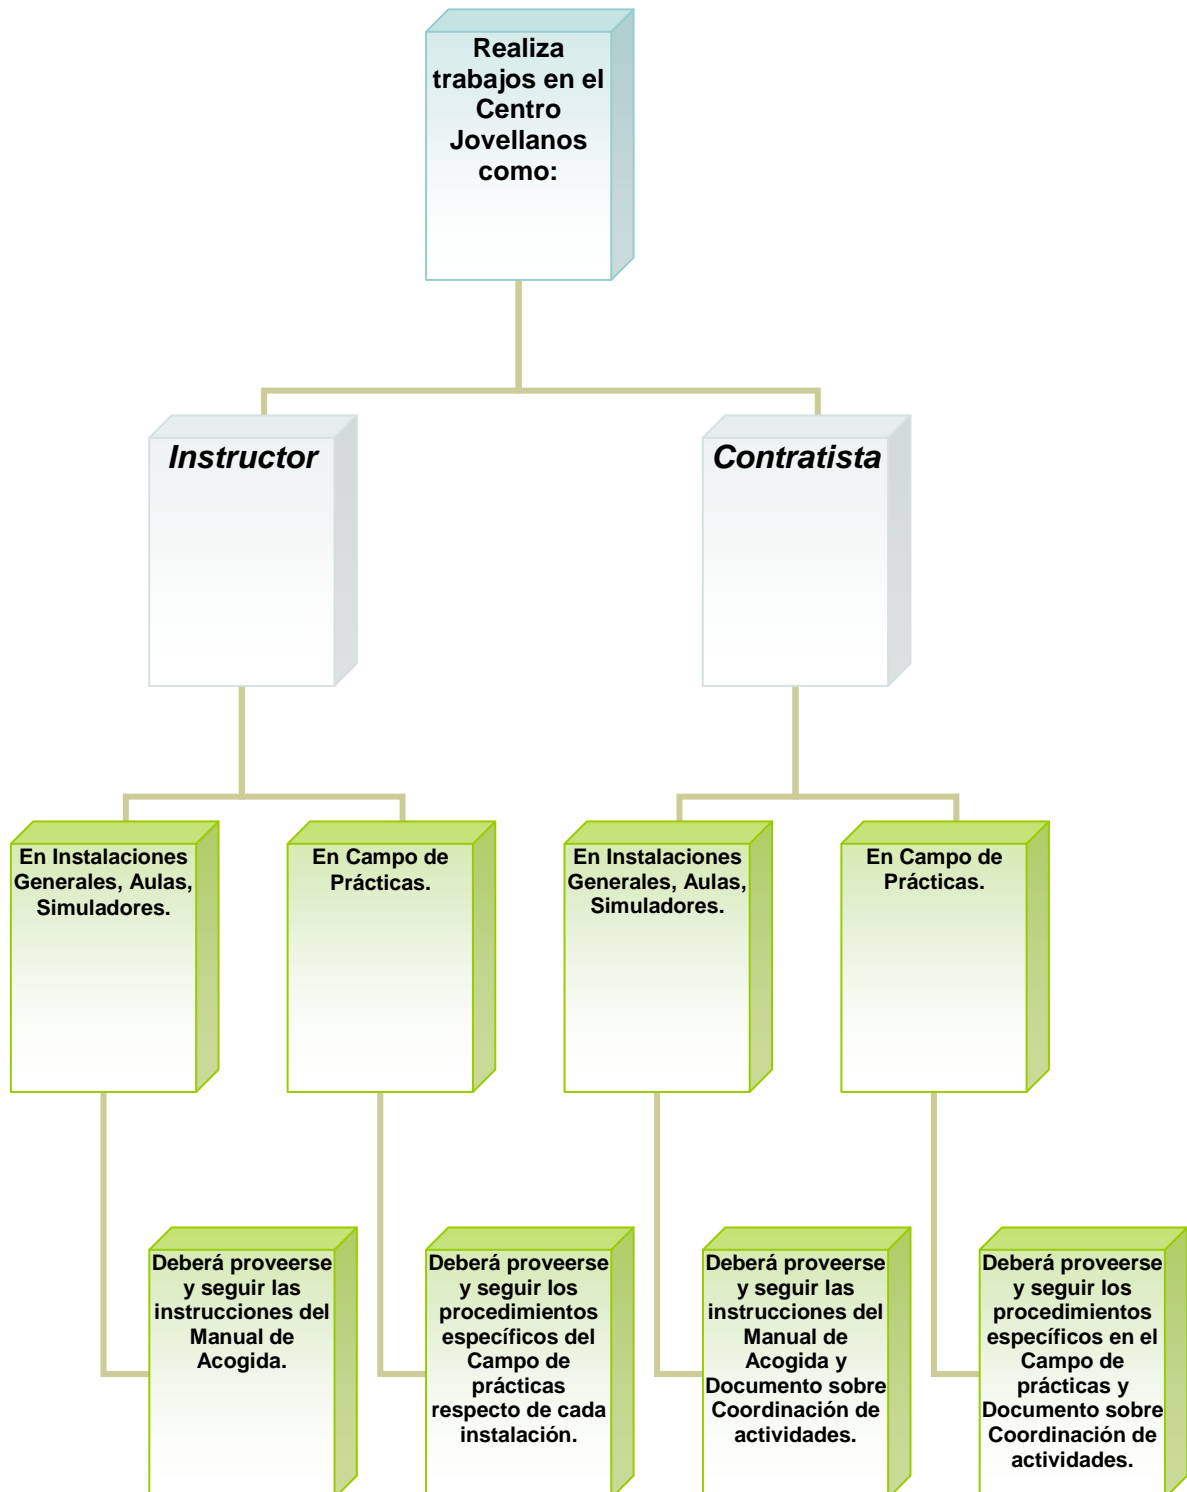 Realiza
trabajos en el
Centro
Jovellanos
como:
Instructor
Contratista
En Instalaciones
Generales, Aulas,
Simuladores.
En Campo de
Prácticas.
En Instalaciones
Generales, Aulas,
Simuladores.
En Campo de
Prácticas.
Deberá proveerse
y seguir las
instrucciones del
Manual de
Acogida.
Deberá proveerse
y seguir los
procedimientos
específicos del
Campo de
prácticas
respecto de cada
instalación.
Deberá proveerse
y seguir las
instrucciones del
Manual de
Acogida y
Documento sobre
Coordinación de
actividades.
Deberá proveerse
y seguir los
procedimientos
específicos en el
Campo de
prácticas y
Documento sobre
Coordinación de
actividades.